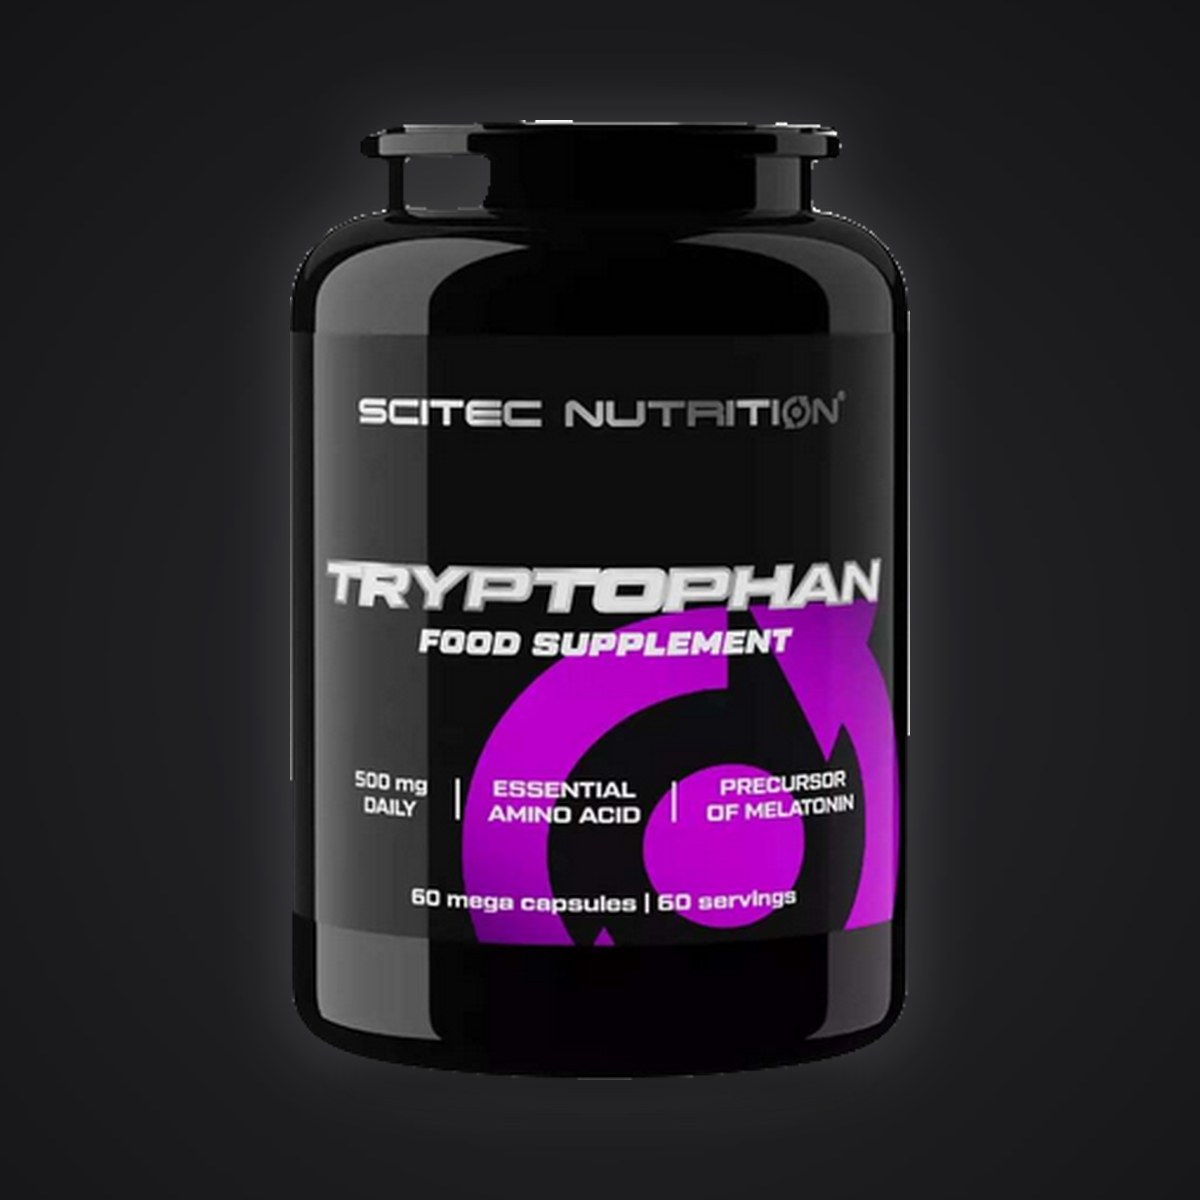 SCITEC NUTRITION®
TRYPTOPHAN
FOOD SUPPLEMENT
500 mg
DAILY
ESSENTIAL
AMINO ACID
PRECURSOR
OF MELATONIN
60 mega capsules | 60 servings